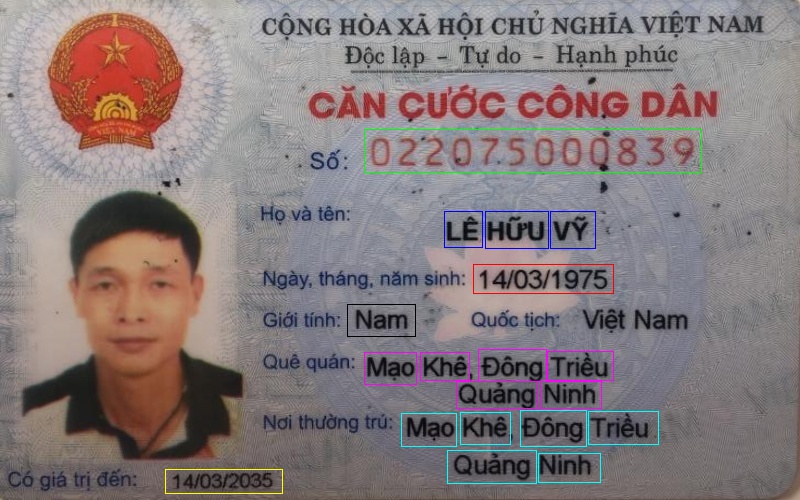 CỘNG HÒA XÃ HỘI CHỦ NGHĨA VIỆT NAM
Độc lập – Tự do – Hạnh phúc
CĂN CƯỚC CÔNG DÂN
Số: 022075000839
Họ và tên:
LÊ HỮU VỸ
Ngày, tháng, năm sinh: 14/03/1975
Giới tính: Nam Quốc tịch: Việt Nam
Quê quán: Mạo Khê, Đông Triều
Quảng Ninh
Nơi thường trú: Mạo Khê, Đông Triều
Quảng Ninh
Có giá trị đến: 14/03/2035